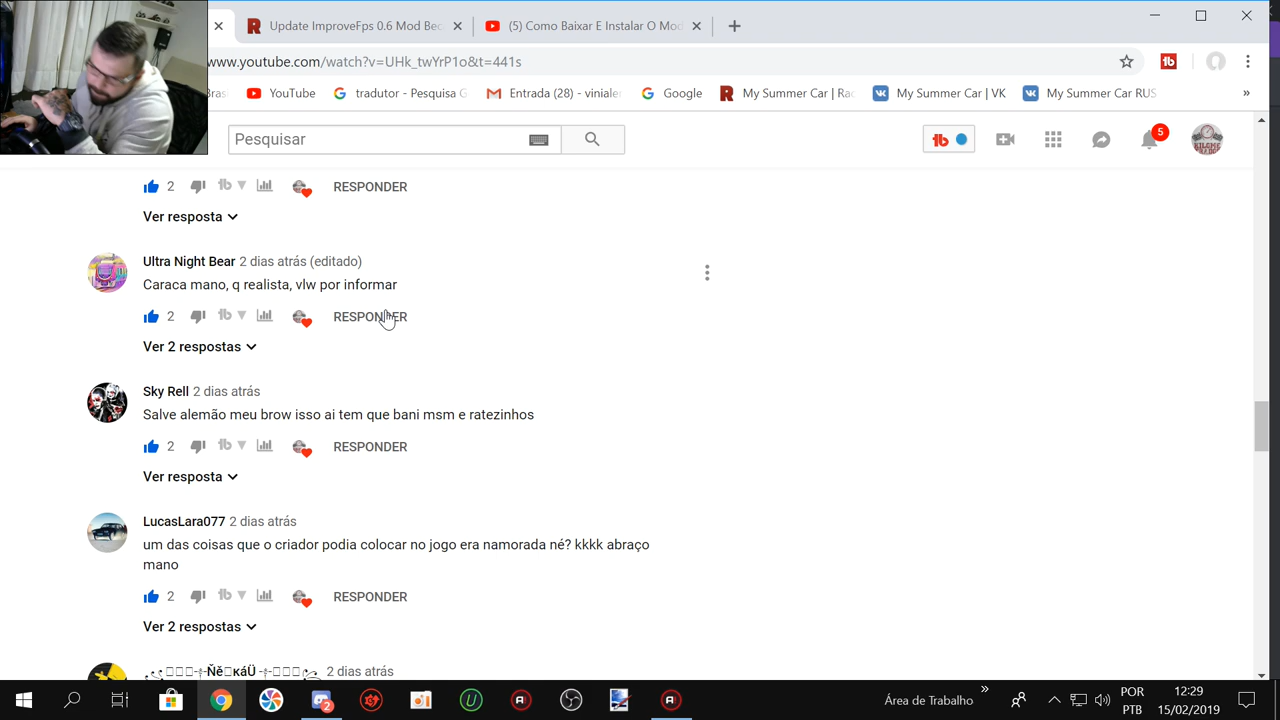 Update ImproveFps 0.6 Mod Bec
(5) Como Baixar E Instalar O Mod
www.youtube.com/watch?v=UHk_twYrP1o&t=441s
Bras
YouTube
tradutor - Pesquisa G
Entrada (28) - vinialer
Google
My Summer Car | Rac
My Summer Car | VK
My Summer Car RUS
»
Pesquisar
5
2 RESPONDER
Ver resposta
Ultra Night Bear 2 dias atrás (editado)
Caraca mano, q realista, vlw por informar
2 RESPONDER
Ver 2 respostas
Sky Rell 2 dias atrás
Salve alemão meu brow isso ai tem que bani msm e ratezinhos
2 RESPONDER
Ver resposta
LucasLara077 2 dias atrás
um das coisas que o criador podia colocar no jogo era namorada né? kkkk abraço
mano
2 RESPONDER
Ver 2 respostas
2 dias atrás
2
Área de Trabalho »
POR
PTB
12:29
15/02/2019